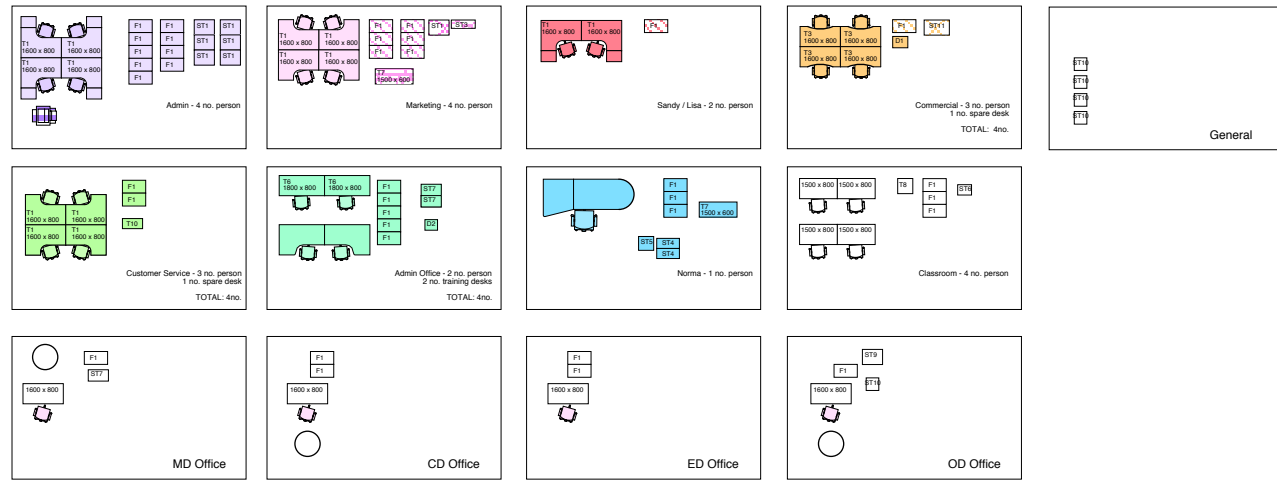 T1
1600 x 800
T1
1600 x 800
T1
1600 x 800
T1
1600 x 800
F1
F1
F1
F1
F1
F1
F1
F1
F1
ST1
ST1
ST1
ST1
ST1
ST1
Admin - 4 no. person
T1
1600 x 800
T1
1600 x 800
T1
1600 x 800
T1
1600 x 800
F1
F1
F1
F1
F1
F1
ST1
ST3
T7
1500 x 600
Marketing - 4 no. person
T1
1600 x 800
T1
1600 x 800
F1
Sandy / Lisa - 2 no. person
T3
1600 x 800
T3
1600 x 800
T3
1600 x 800
T3
1600 x 800
F1
ST11
D1
Commercial - 3 no. person
1 no. spare desk
TOTAL: 4no.
ST10
ST10
ST10
ST10
General
T1
1600 x 800
T1
1600 x 800
T1
1600 x 800
T1
1600 x 800
F1
F1
T10
Customer Service - 3 no. person
1 no. spare desk
TOTAL: 4no.
T6
1800 x 800
T6
1800 x 800
F1
F1
F1
F1
F1
ST7
ST7
D2
Admin Office - 2 no. person
2 no. training desks
TOTAL: 4no.
F1
F1
F1
T7
1500 x 600
ST5
ST4
ST4
Norma - 1 no. person
1500 x 800
1500 x 800
1500 x 800
1500 x 800
T8
F1
F1
F1
ST6
Classroom - 4 no. person
F1
ST7
1600 x 800
MD Office
F1
F1
1600 x 800
CD Office
F1
F1
1600 x 800
ED Office
ST9
F1
ST10
1600 x 800
OD Office